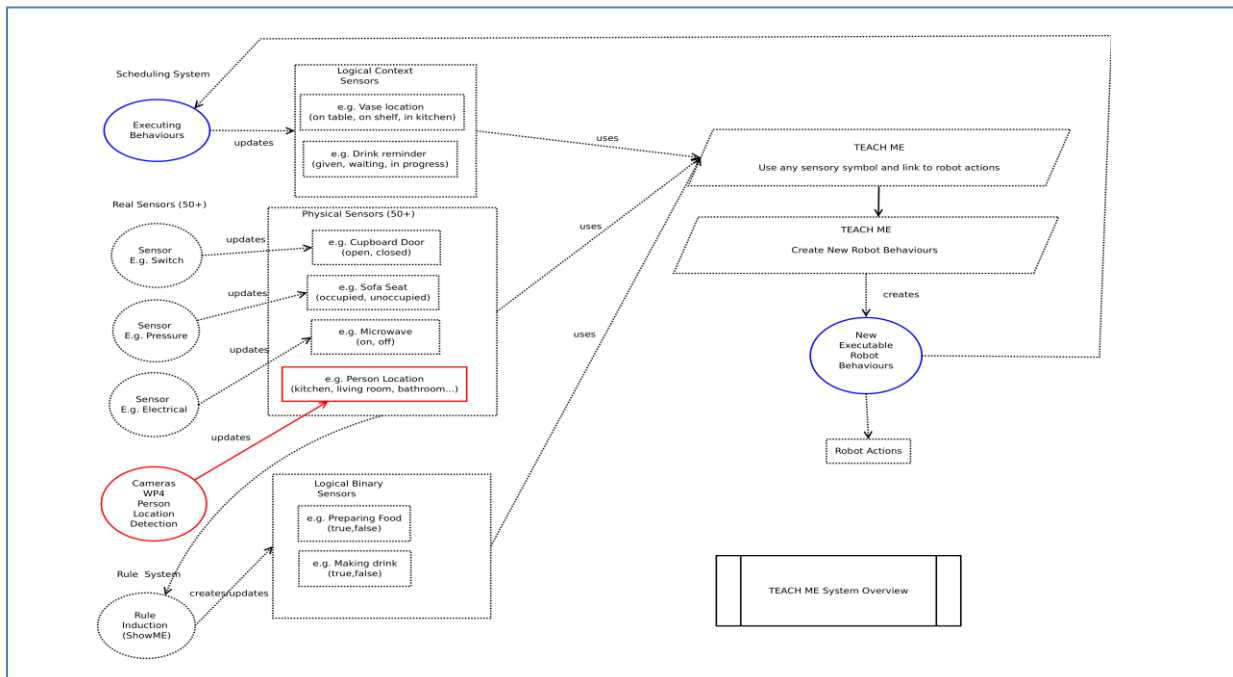 Scheduling System
Executing
Behaviours
updates
Logical Context
Sensors
e.g. Vase location
(on table, on shelf, in kitchen)
e.g. Drink reminder
(given, waiting, in progress)
uses
TEACH ME
Use any sensory symbol and link to robot actions
Real Sensors (50+)
Physical Sensors (50+)
Sensor
E.g. Switch
updates
e.g. Cupboard Door
(open, closed)
Sensor
E.g. Pressure
updates
e.g. Sofa Seat
(occupied, unoccupied)
Sensor
E.g. Electrical
updates
e.g. Microwave
(on, off)
e.g. Person Location
(kitchen, living room, bathroom...)
uses
TEACH ME
Create New Robot Behaviours
creates
New
Executable
Robot
Behaviours
Robot Actions
updates
Cameras
WP4
Person
Location
Detection
uses
Logical Binary
Sensors
e.g. Preparing Food
(true,false)
e.g. Making drink
(true,false)
Rule System
creates/updates
Rule
Induction
(ShowME)
TEACH ME System Overview